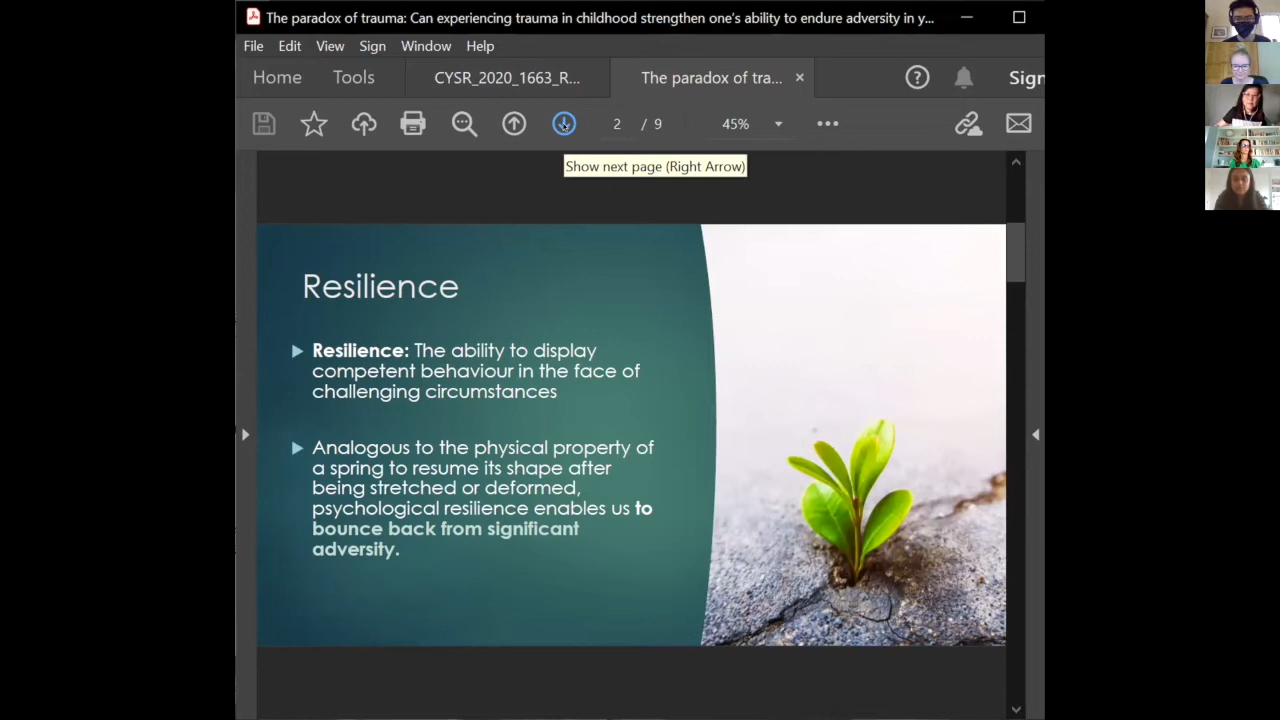 The paradox of trauma: Can experiencing trauma in childhood strengthen one's ability to endure adversity in y...
File Edit View Sign Window Help
Home Tools CYSR_2020_1663_R... The paradox of tra... × ? Sign
2 / 9 45%
Show next page (Right Arrow)
Resilience
Resilience: The ability to display
competent behaviour in the face of
challenging circumstances
Analogous to the physical property of
a spring to resume its shape after
being stretched or deformed,
psychological resilience enables us to
bounce back from significant
adversity.